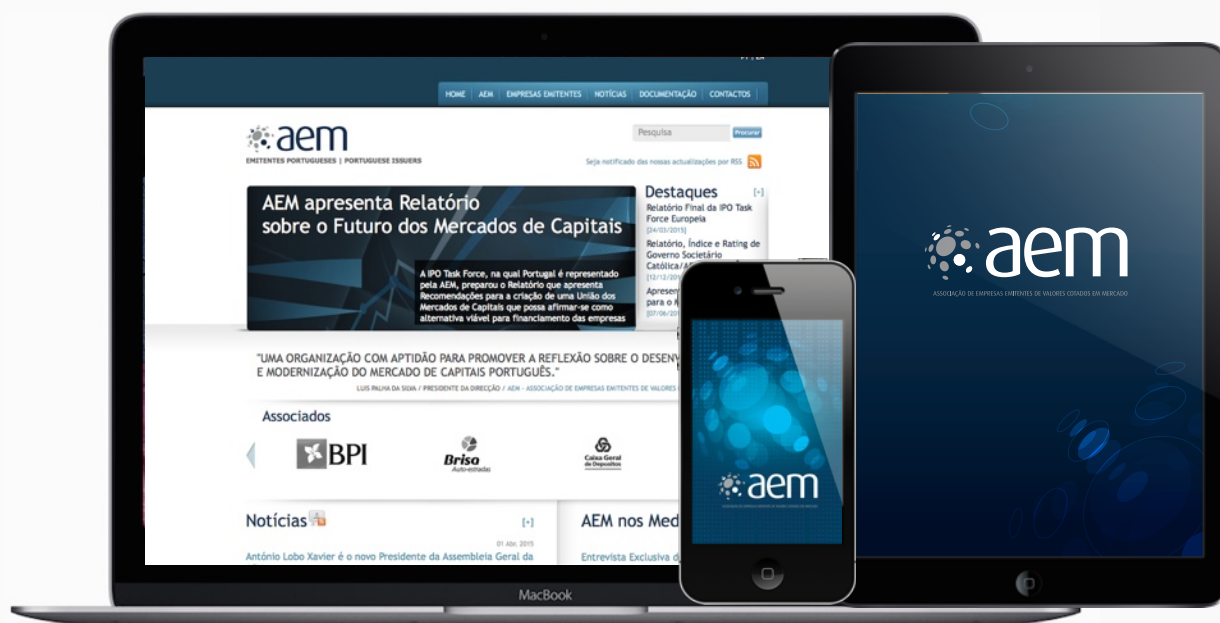 HOME | AEM | EMPRESAS EMITENTES | NOTÍCIAS | DOCUMENTAÇÃO | CONTACTOS
aem
EMITENTES PORTUGUESES | PORTUGUESE ISSUERS
Pesquisa
Procurar
Seja notificado das nossas actualizações por RSS
AEM apresenta Relatório
sobre o Futuro dos Mercados de Capitais
A IPO Task Force, na qual Portugal é representado
pela AEM, preparou o Relatório que apresenta
Recomendações para a criação de uma União dos
Mercados de Capitais que possa afirmar-se como
alternativa viável para financiamento das empresas
Destaques [+]
Relatório Final da IPO Task
Force Europeia
[24/03/2015]
Relatório, Índice e Rating de
Governo Societário
Católica/
[12/12/
para o
[07/06/
"UMA ORGANIZAÇÃO COM APTIDÃO PARA PROMOVER A REFLEXÃO SOBRE O
E MODERNIZAÇÃO DO MERCADO DE CAPITAIS PORTUGUÊS."
LUIS PALHA DA SILVA / PRESIDENTE DA DIRECÇÃO / AEM - ASSOCIAÇÃO DE EMPRESAS EMITENTES DE VALORES
Associados
BPI
Brisa
Auto-estradas
Caixa Geral
de Depositos
Notícias [+]
01 Abr, 2015
António Lobo Xavier é o novo Presidente da Assembleia Geral da
AEM nos
Entrevista Exclusiva
MacBook
aem
aem
ASSOCIAÇÃO DE EMPRESAS EMITENTES DE VALORES COTADOS EM MERCADO